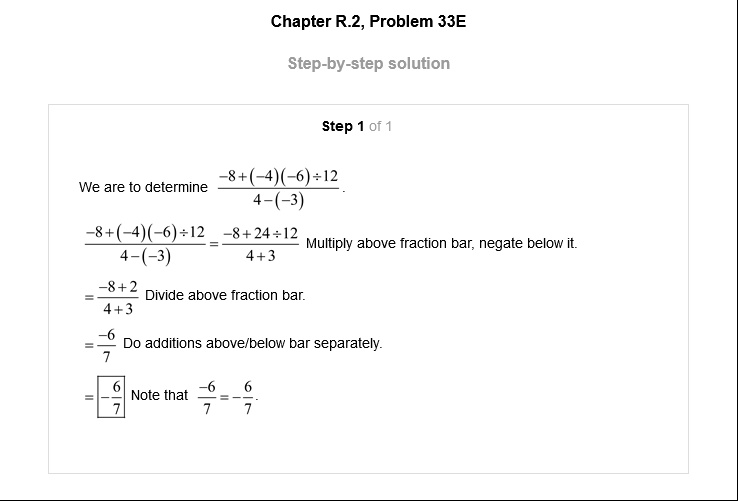 Chapter R.2, Problem 33E
Step-by-step solution
Step 1 of 1
We are to determine \frac{-8+(-4)(-6)÷12}{4-(-3)}.
\frac{-8+(-4)(-6)÷12}{4-(-3)} = \frac{-8+24÷12}{4+3} Multiply above fraction bar, negate below it.
= \frac{-8+2}{4+3} Divide above fraction bar.
= \frac{-6}{7} Do additions above/below bar separately.
= \boxed{-\frac{6}{7}} Note that \frac{-6}{7} = -\frac{6}{7}.